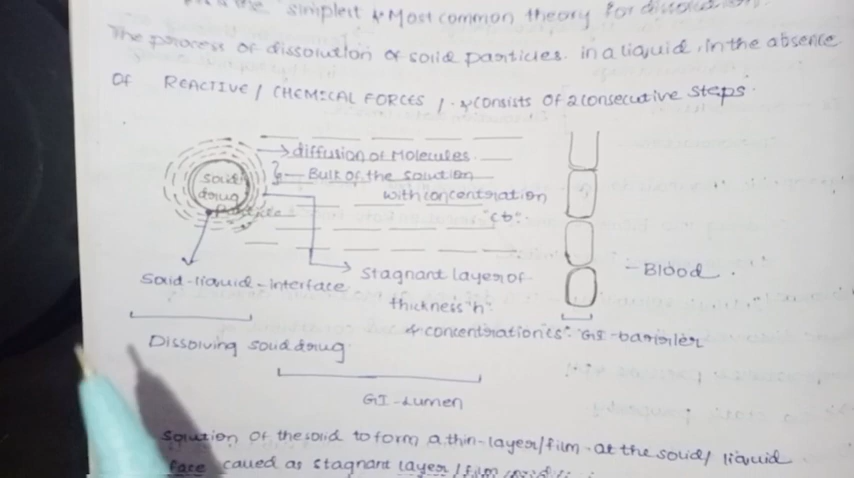 the simplest & Most common theory for dissolution.
The process of dissolution of solid particles in a liquid, in the absence
OF REACTIVE / CHEMICAL FORCES / consists of 2 consecutive steps.
diffusion of Molecules
Bulk of the solution
with concentration
"Cb".
solid
drug
Particle
Solid-liquid-interface
Stagnant layer of
thickness "h".
& concentration "Cs".
- Blood.
GI-barrier
Dissolving solid drug
GI-Lumen
Solution of the solid to form a thin-layer/film at the solid/liquid
face called as stagnant layer/film